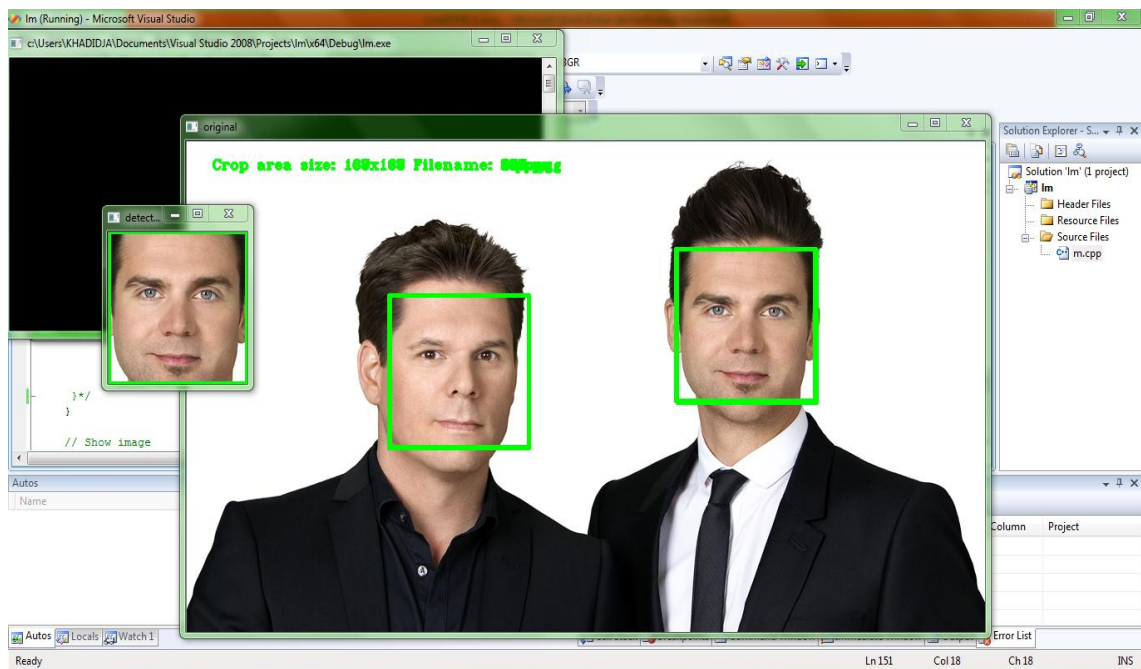 Im (Running) - Microsoft Visual Studio
c:\Users\KHADIDJA\Documents\Visual Studio 2008\Projects\Im\x64\Debug\Im.exe
BGR
original
Crop area size: Filename:
detect...
Solution Explorer - S...
Solution 'Im' (1 project)
Im
Header Files
Resource Files
Source Files
m.cpp
}*/
}
// Show image
Autos
Name
Column Project
Autos Locals Watch 1
Error List
Ready Ln 151 Col 18 Ch 18 INS